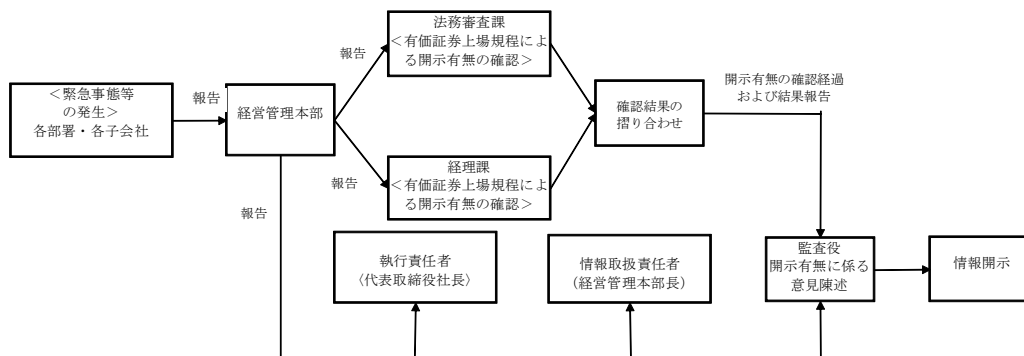 ＜緊急事態等
の発生＞
各部署・各子会社
報告
経営管理本部
報告
法務審査課
＜有価証券上場規程によ
る開示有無の確認＞
報告
経理課
＜有価証券上場規程によ
る開示有無の確認＞
確認結果の
摺り合わせ
開示有無の確認経過
および結果報告
報告
執行責任者
〈代表取締役社長〉
情報取扱責任者
(経営管理本部長)
監査役
開示有無に係る
意見陳述
情報開示